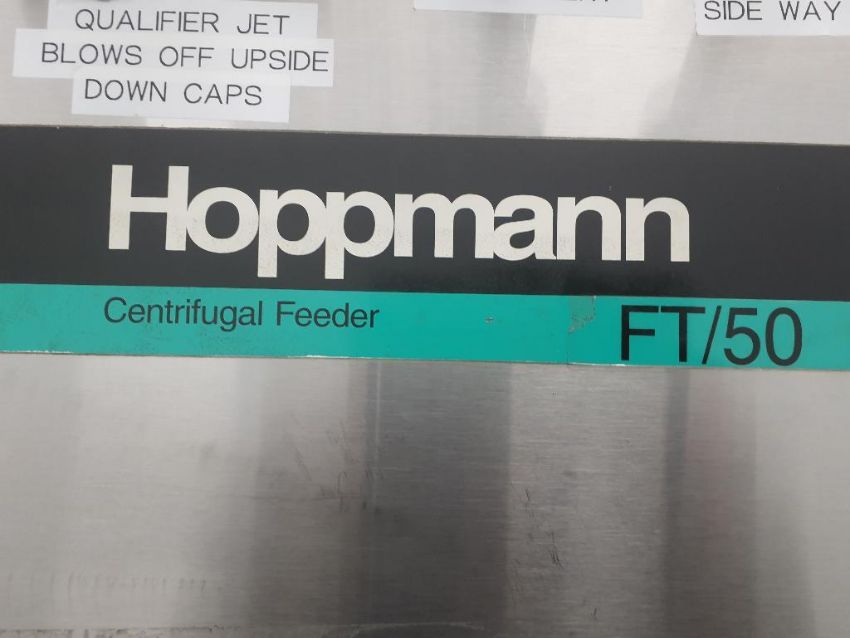 QUALIFIER JET
BLOWS OFF UPSIDE
DOWN CAPS
SIDE WAY
Hoppmann
Centrifugal Feeder
FT/50